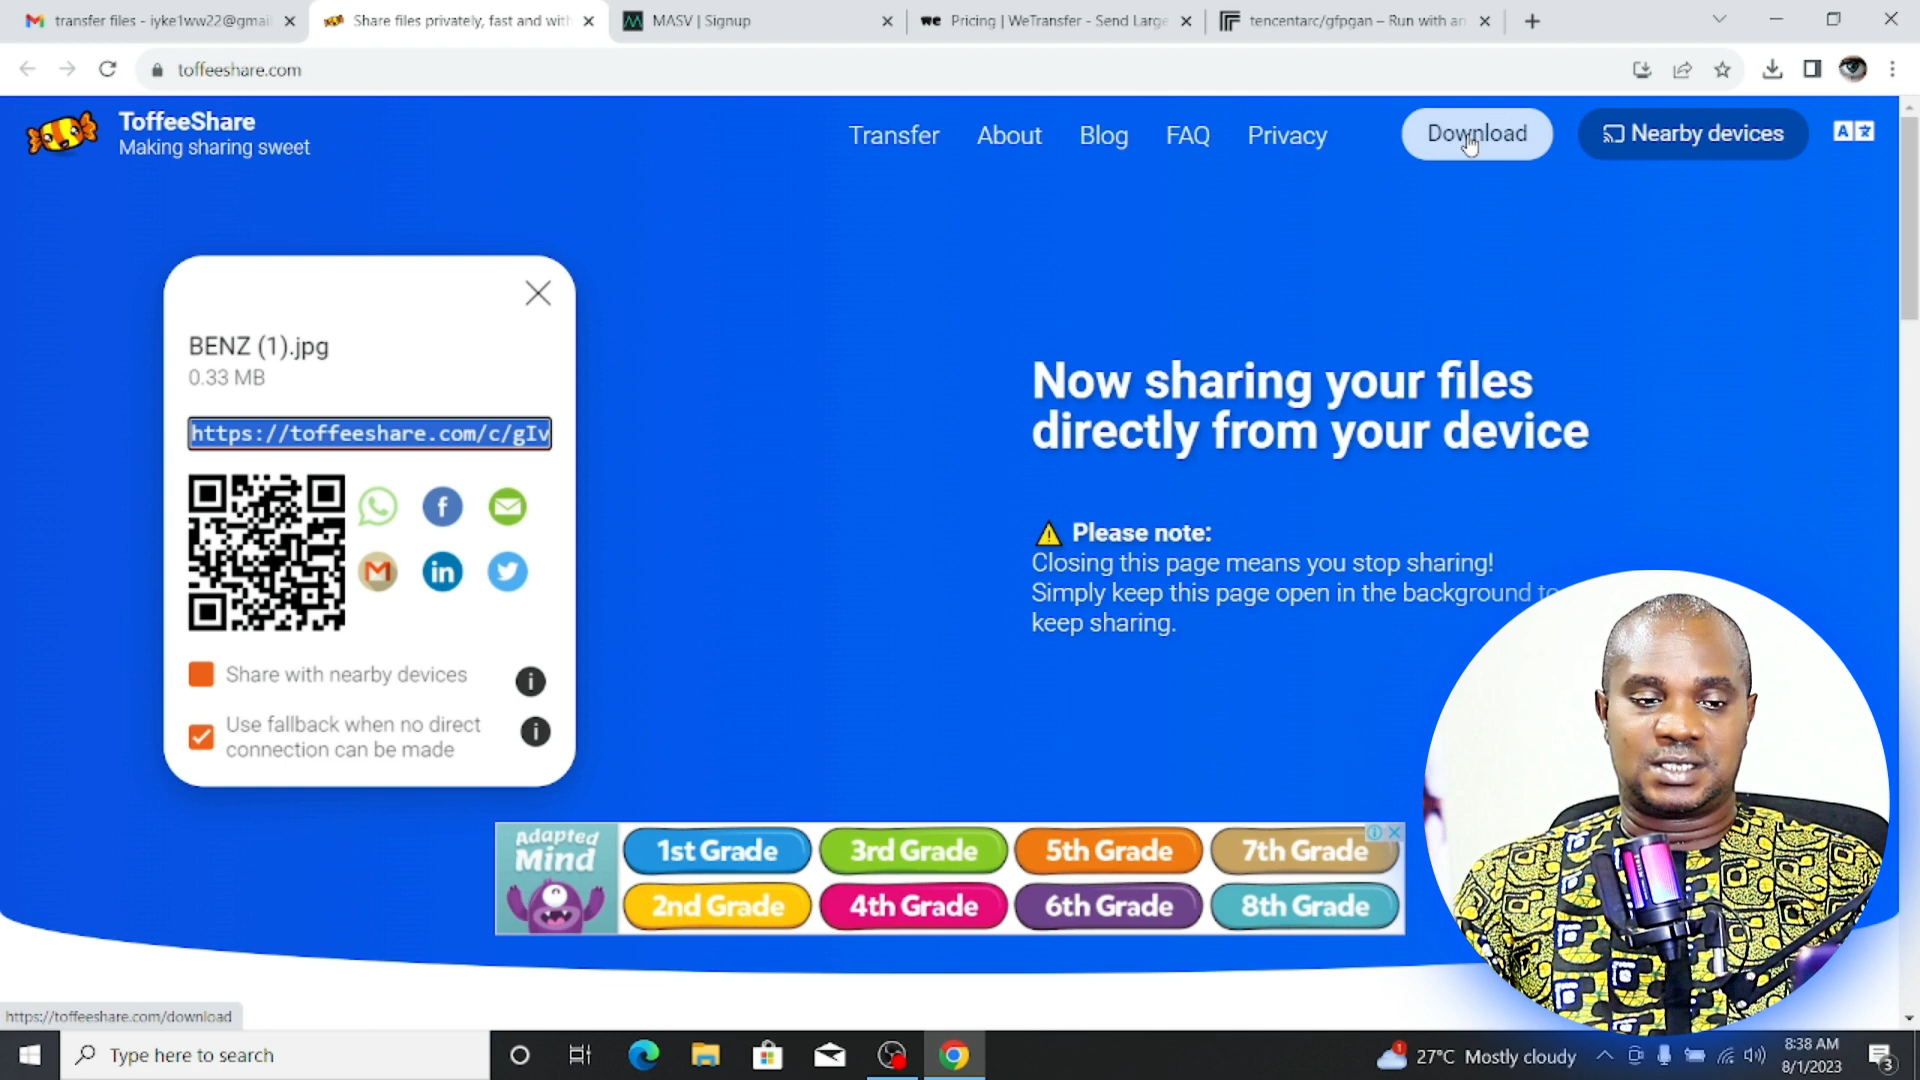 transfer files - iyke1ww22@gmail
Share files privately, fast and with
MASV | Signup
we Pricing | WeTransfer - Send Large
tencentarc/gfpgan – Run with an
toffeeshare.com
ToffeeShare
Making sharing sweet
Transfer About Blog FAQ Privacy Download Nearby devices
BENZ (1).jpg
0.33 MB
https://toffeeshare.com/c/gIv
Share with nearby devices
Use fallback when no direct
connection can be made
Now sharing your files
directly from your device
Please note:
Closing this page means you stop sharing!
Simply keep this page open in the background to
keep sharing.
Adapted
Mind
1st Grade 3rd Grade 5th Grade 7th Grade
2nd Grade 4th Grade 6th Grade 8th Grade
https://toffeeshare.com/download
Type here to search
27°C Mostly cloudy
8:38 AM
8/1/2023
3